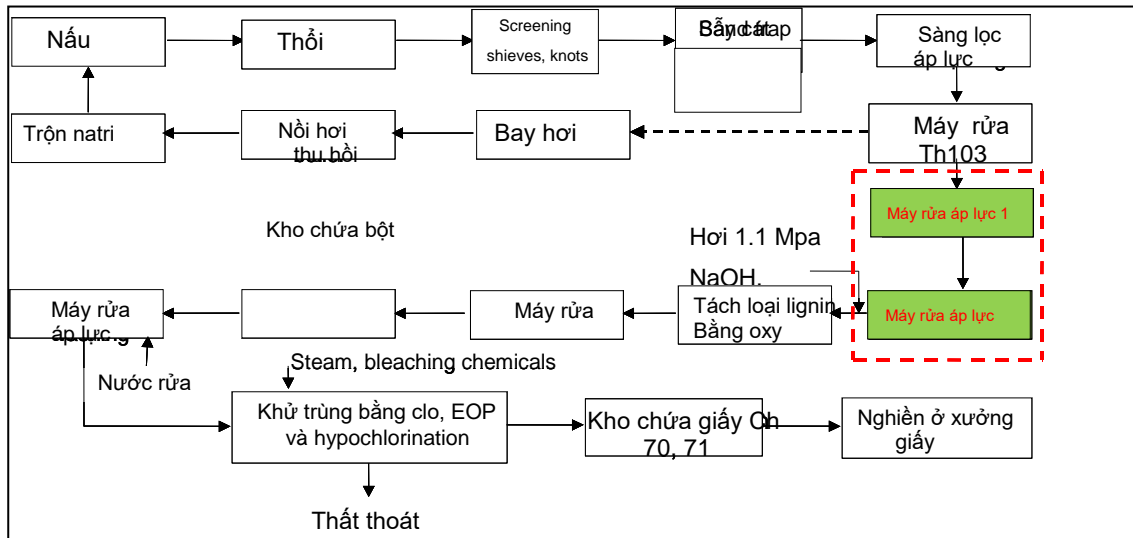 Nấu
Thổi
Screening
shieves, knots
Sàng lọc
áp lực
Trộn natri
Nồi hơi
thu hồi
Bay hơi
Máy rửa
Th103
Máy rửa áp lực 1
Kho chứa bột
Hơi 1.1 Mpa
NaOH,
Máy rửa
áp lực
Máy rửa
Tách loại lignin
Bằng oxy
Máy rửa áp lực
Nước rửa
Steam, bleaching chemicals
Khử trùng bằng clo, EOP
và hypochlorination
Kho chứa giấy Ch
70, 71
Nghiền ở xưởng
giấy
Thất thoát